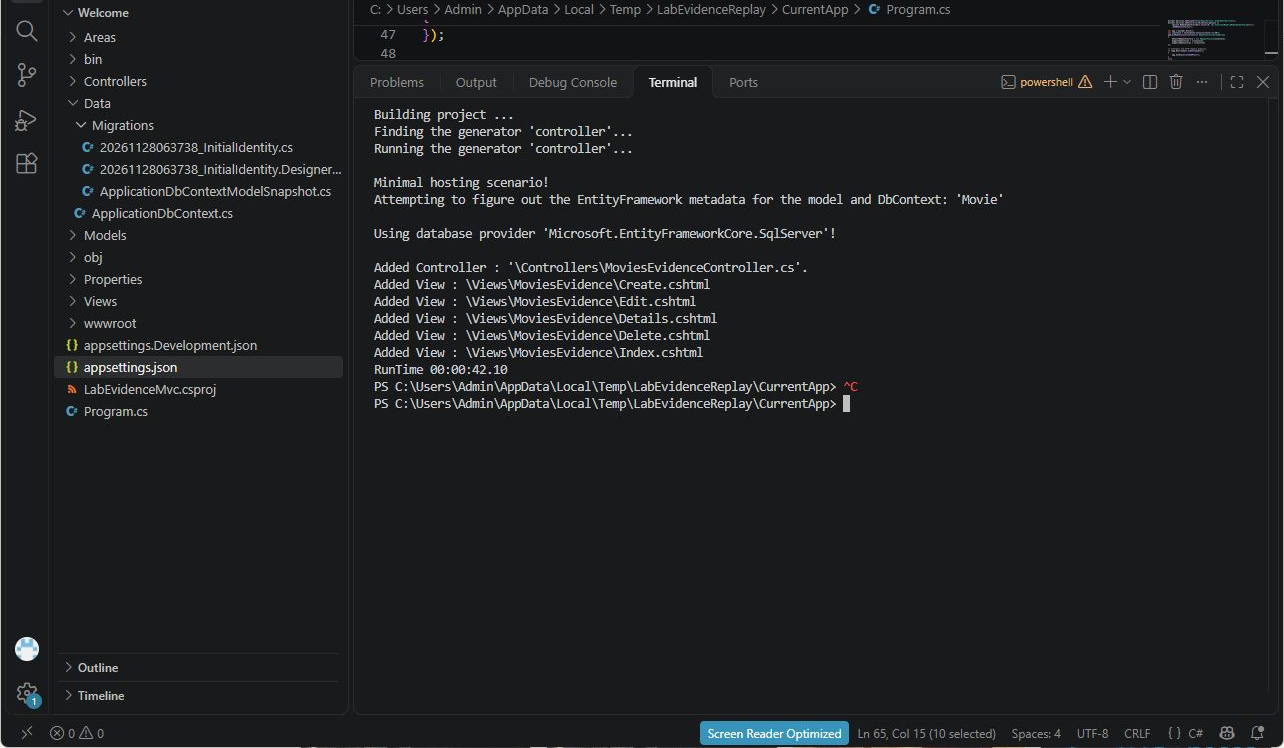 Welcome
Areas
bin
Controllers
Data
Migrations
20261128063738_InitialIdentity.cs
20261128063738_InitialIdentity.Designer...
ApplicationDbContextModelSnapshot.cs
ApplicationDbContext.cs
Models
obj
Properties
Views
wwwroot
{} appsettings.Development.json
{} appsettings.json
LabEvidenceMvc.csproj
C# Program.cs
Outline
Timeline
1
C: > Users > Admin > AppData > Local > Temp > LabEvidenceReplay > CurrentApp > C# Program.cs
{
47 });
48
Problems Output Debug Console Terminal Ports powershell
Building project ...
Finding the generator 'controller'...
Running the generator 'controller'...
Minimal hosting scenario!
Attempting to figure out the EntityFramework metadata for the model and DbContext: 'Movie'
Using database provider 'Microsoft.EntityFrameworkCore.SqlServer'!
Added Controller : '\Controllers\MoviesEvidenceController.cs'.
Added View : \Views\MoviesEvidence\Create.cshtml
Added View : \Views\MoviesEvidence\Edit.cshtml
Added View : \Views\MoviesEvidence\Details.cshtml
Added View : \Views\MoviesEvidence\Delete.cshtml
Added View : \Views\MoviesEvidence\Index.cshtml
RunTime 00:00:42.10
PS C:\Users\Admin\AppData\Local\Temp\LabEvidenceReplay\CurrentApp> ^C
PS C:\Users\Admin\AppData\Local\Temp\LabEvidenceReplay\CurrentApp>
0 0 Screen Reader Optimized Ln 65, Col 15 (10 selected) Spaces: 4 UTF-8 CRLF {} C#